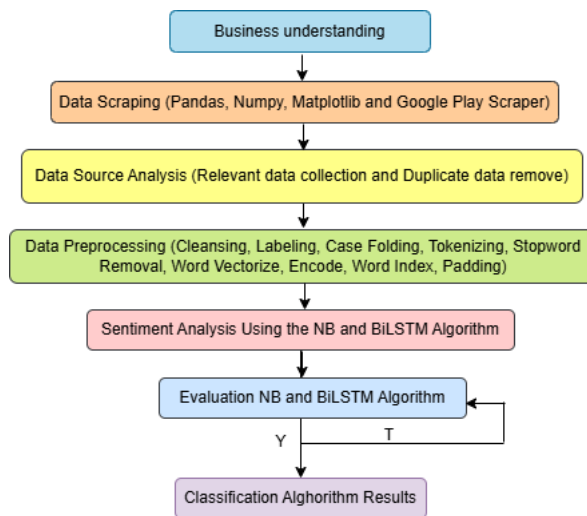 Business understanding
Data Scraping (Pandas, Numpy, Matplotlib and Google Play Scraper)
Data Source Analysis (Relevant data collection and Duplicate data remove)
Data Preprocessing (Cleansing, Labeling, Case Folding, Tokenizing, Stopword
Removal, Word Vectorize, Encode, Word Index, Padding)
Sentiment Analysis Using the NB and BiLSTM Algorithm
Evaluation NB and BiLSTM Algorithm
Y
T
Classification Alghorithm Results